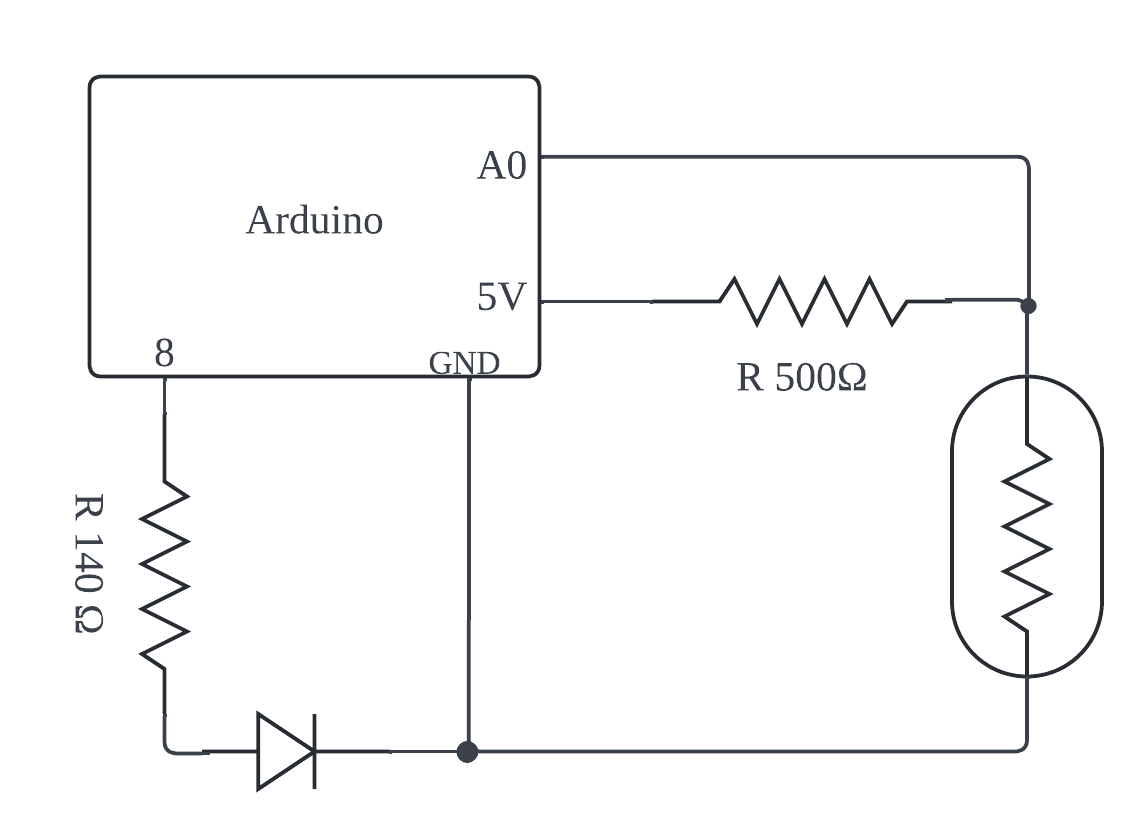 A0
Arduino
5V
8
GND
R 500Ω
R 140 Ω